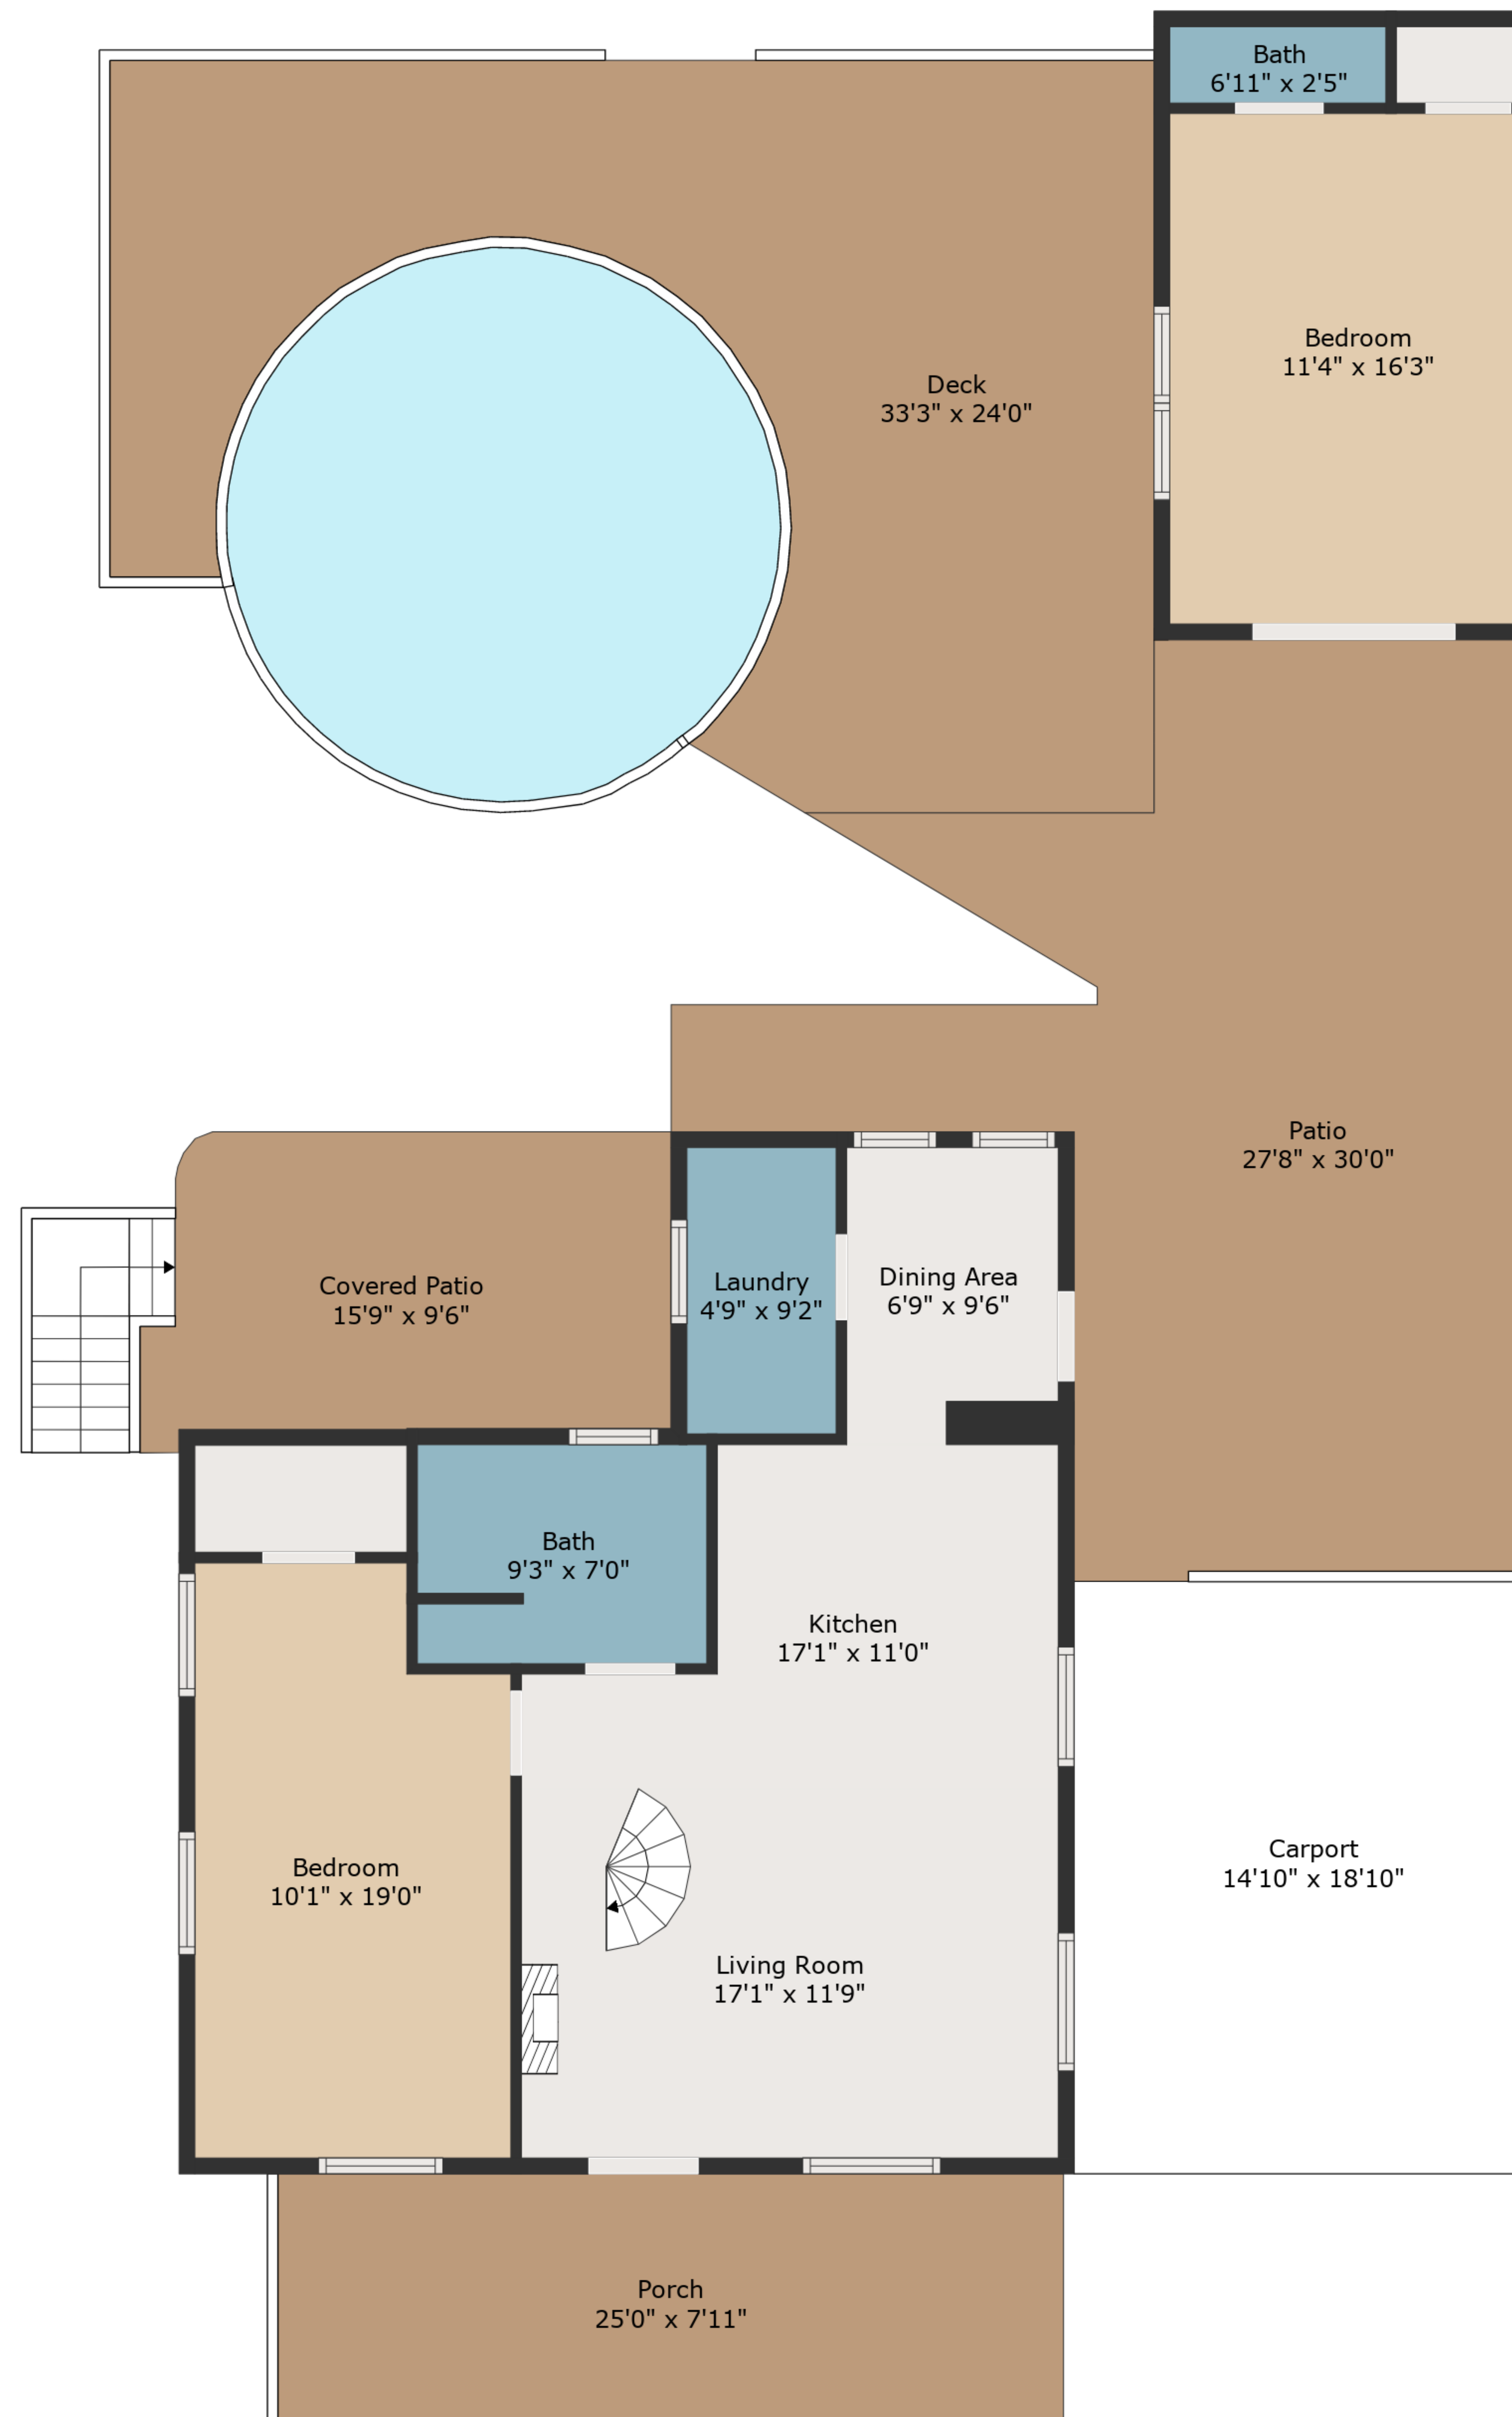 Bath
6'11" x 2'5"
Bedroom
11'4" x 16'3"
Deck
33'3" x 24'0"
Patio
27'8" x 30'0"
Covered Patio
15'9" x 9'6"
Laundry
4'9" x 9'2"
Dining Area
6'9" x 9'6"
Bath
9'3" x 7'0"
Kitchen
17'1" x 11'0"
Bedroom
10'1" x 19'0"
Carport
14'10" x 18'10"
Living Room
17'1" x 11'9"
Porch
25'0" x 7'11"